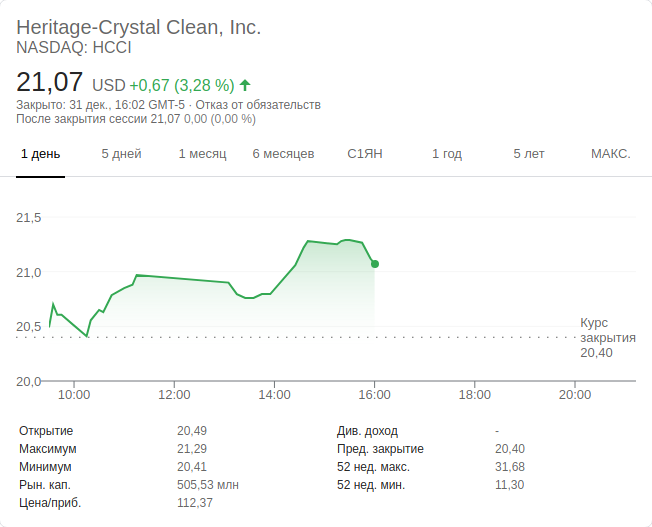 Heritage-Crystal Clean, Inc.
NASDAQ: HCCI
21,07 USD +0,67 (3,28 %)
Закрыто: 31 дек., 16:02 GMT-5 · Отказ от обязательств
После закрытия сессии 21,07 0,00 (0,00 %)
1 день 5 дней 1 месяц 6 месяцев С1ЯН 1 год 5 лет МАКС.
21,5
21,0
20,5
20,0
Курс
закрытия
20,40
10:00 12:00 14:00 16:00 18:00 20:00
Открытие 20,49 Див. доход -
Максимум 21,29 Пред. закрытие 20,40
Минимум 20,41 52 нед. макс. 31,68
Рын. кап. 505,53 млн 52 нед. мин. 11,30
Цена/приб. 112,37